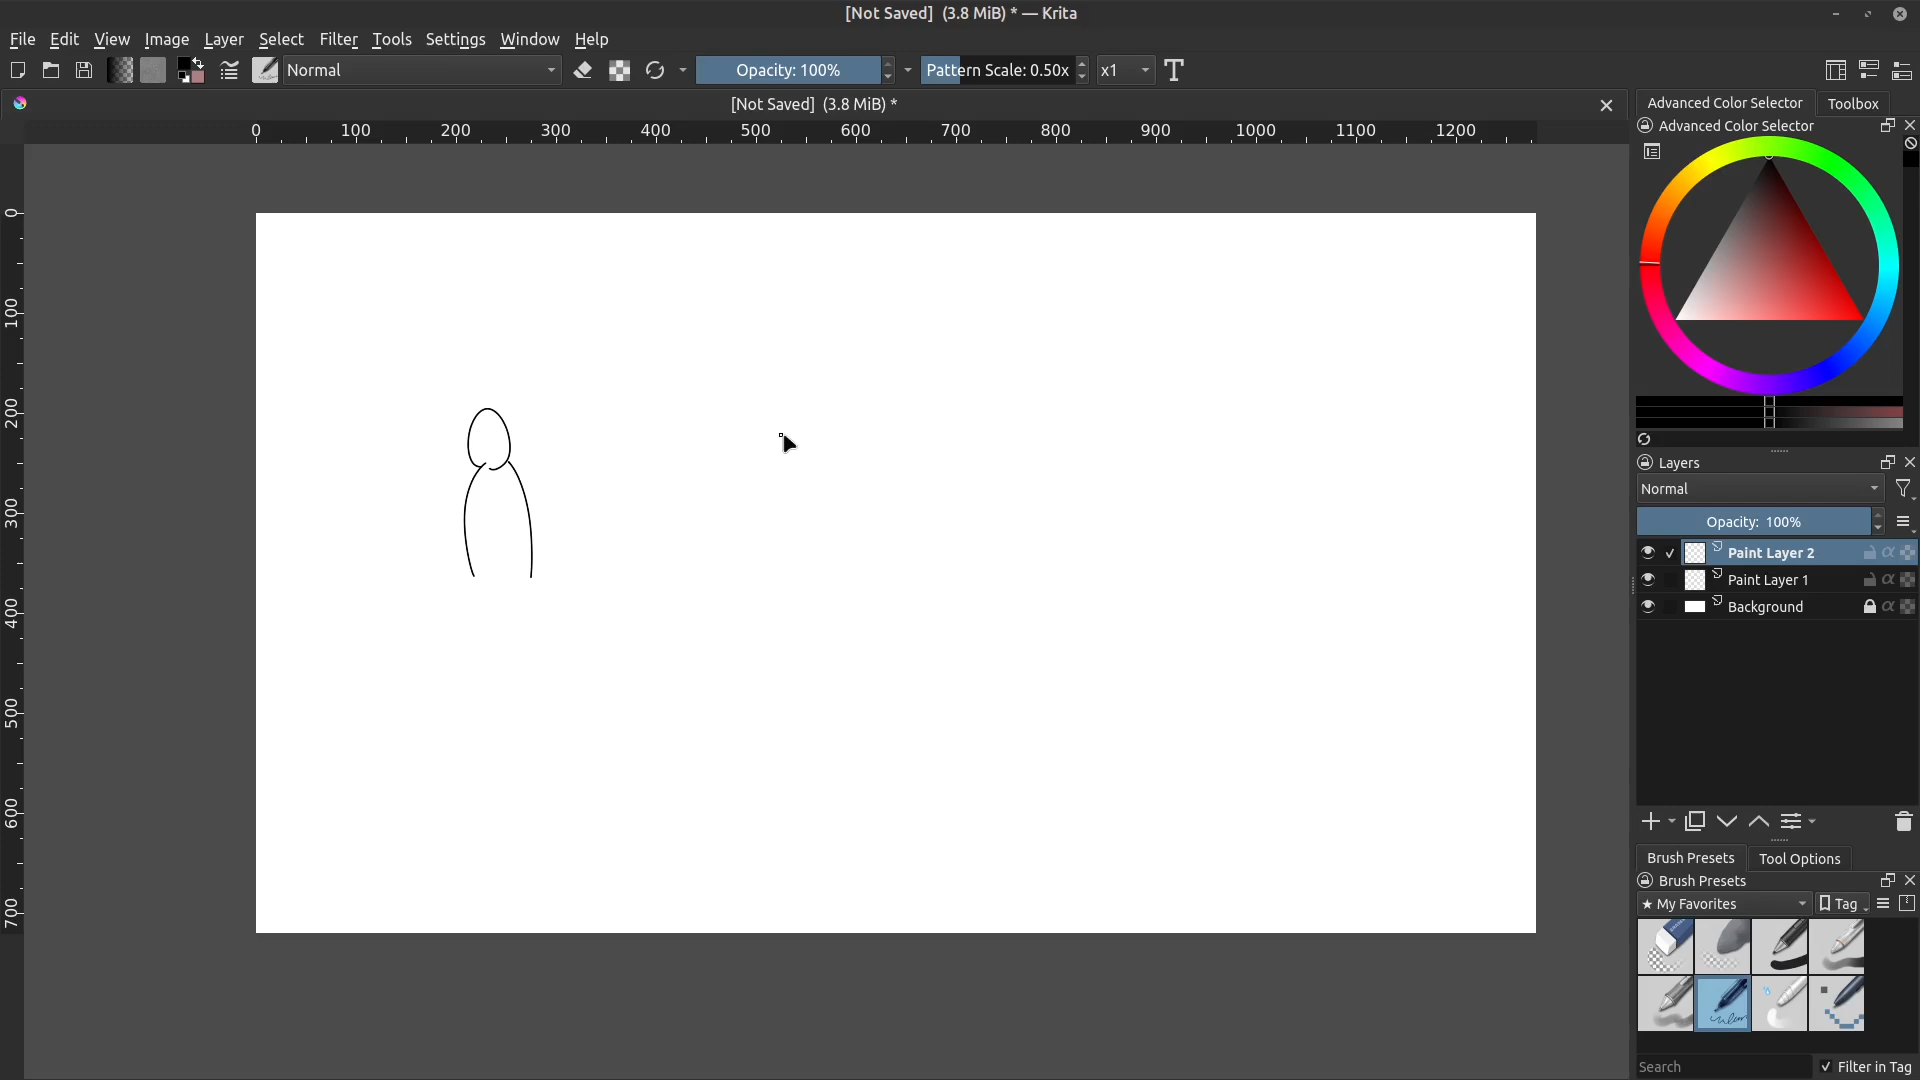 [Not Saved] (3.8 MiB) * — Krita
File Edit View Image Layer Select Filter Tools Settings Window Help
Normal Opacity: 100% Pattern Scale: 0.50x x1
[Not Saved] (3.8 MiB) *
0 100 200 300 400 500 600 700 800 900 1000 1100 1200
0
100
200
300
400
500
600
700
Advanced Color Selector Toolbox
Advanced Color Selector
Layers
Normal
Opacity: 100%
Paint Layer 2
Paint Layer 1
Background
Brush Presets Tool Options
Brush Presets
★ My Favorites Tag
Search Filter in Tag